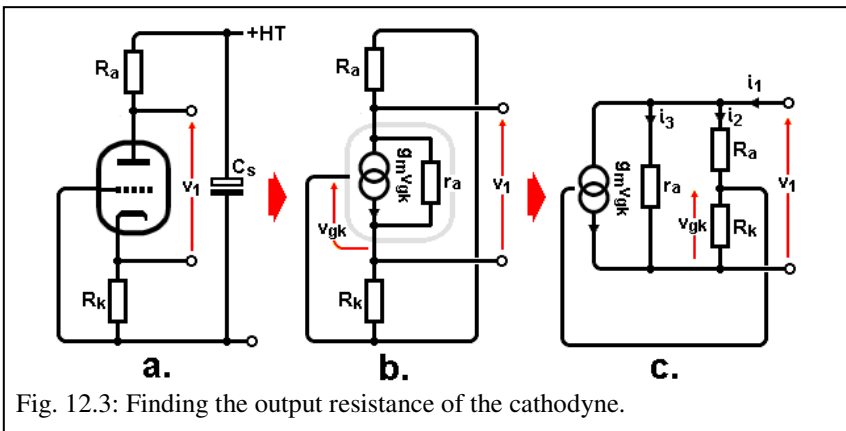 +HT
Ra
Cs
v1
Rk
a.
Ra
gmVgk
ra
v1
vgk
Rk
b.
i1
i3
i2
Ra
gmVgk
ra
v1
vgk
Rk
c.
Fig. 12.3: Finding the output resistance of the cathodyne.